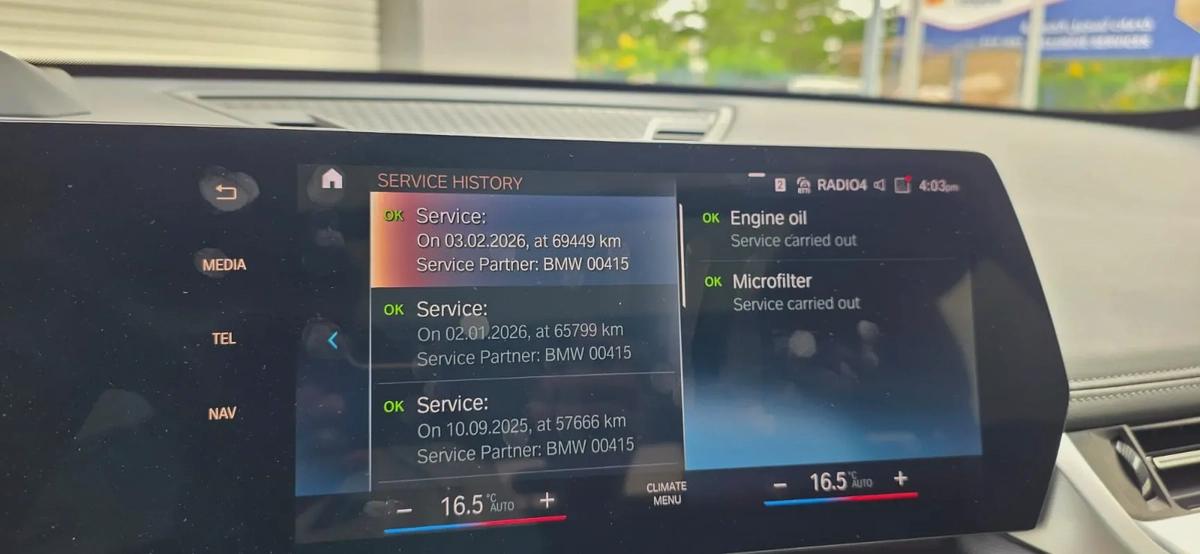 SERVICE HISTORY
2 RADIO4 4:03pm
MEDIA
TEL
NAV
OK Service:
On 03.02.2026, at 69449 km
Service Partner: BMW 00415
OK Service:
On 02.01.2026, at 65799 km
Service Partner: BMW 00415
OK Service:
On 10.09.2025, at 57666 km
Service Partner: BMW 00415
OK Engine oil
Service carried out
OK Microfilter
Service carried out
− 16.5 °C AUTO +
CLIMATE
MENU
− 16.5 °C AUTO +